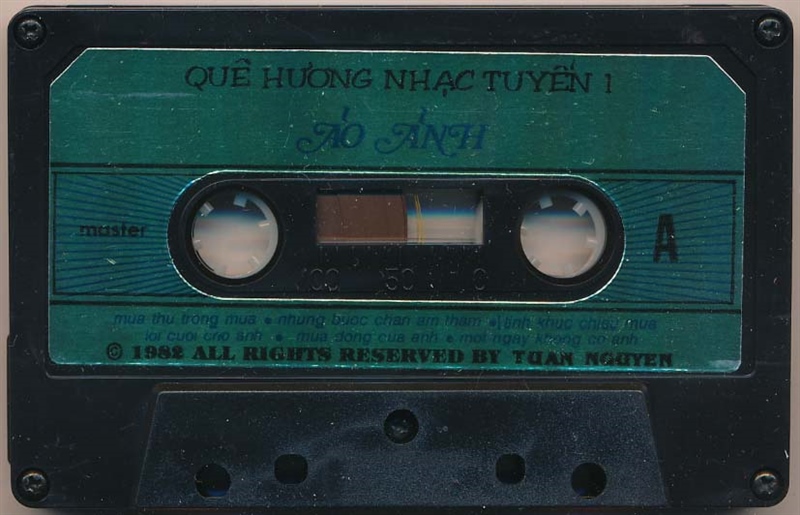 QUÊ HƯƠNG NHẠC TUYỂN 1
ẢO ẢNH
master
A
100 50 0
mua thu trong mua • nhung buoc chan am tham • tinh khuc chieu mua
loi cuoi cho anh • mua dong cua anh • mot ngay khong co anh
© 1982 ALL RIGHTS RESERVED BY TUAN NGUYEN